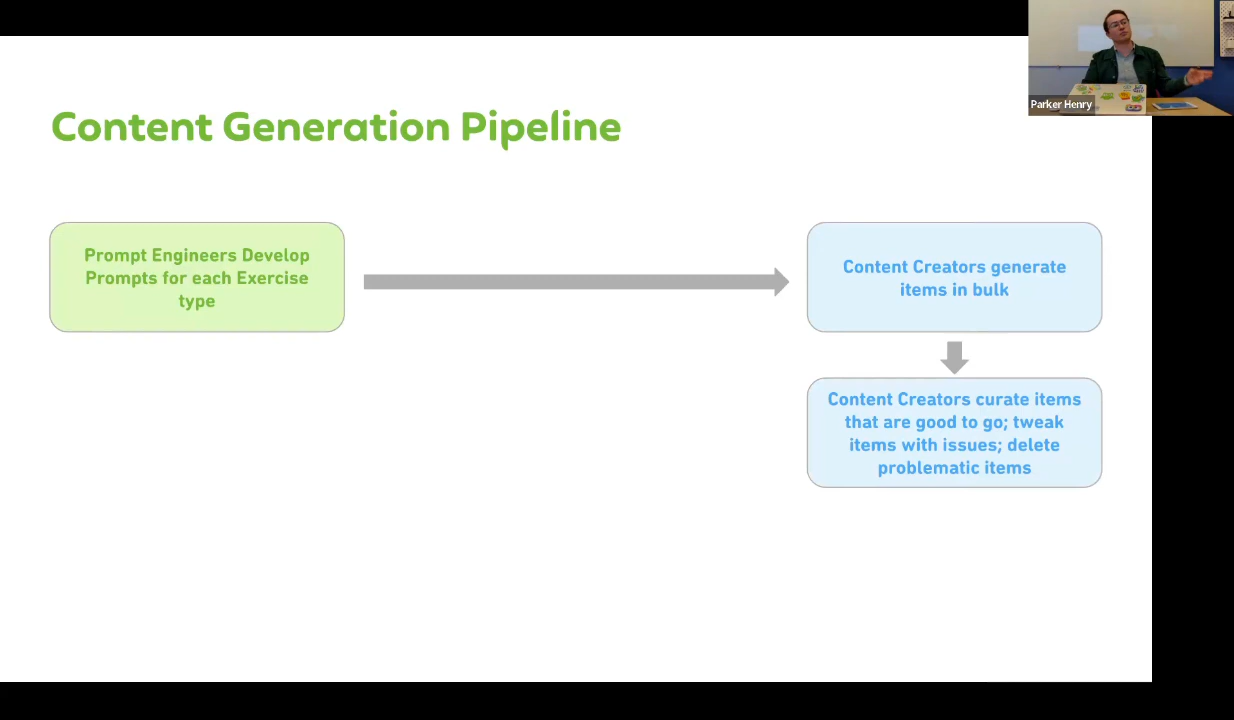 Parker Henry
Content Generation Pipeline
Prompt Engineers Develop
Prompts for each Exercise
type
Content Creators generate
items in bulk
Content Creators curate items
that are good to go; tweak
items with issues; delete
problematic items